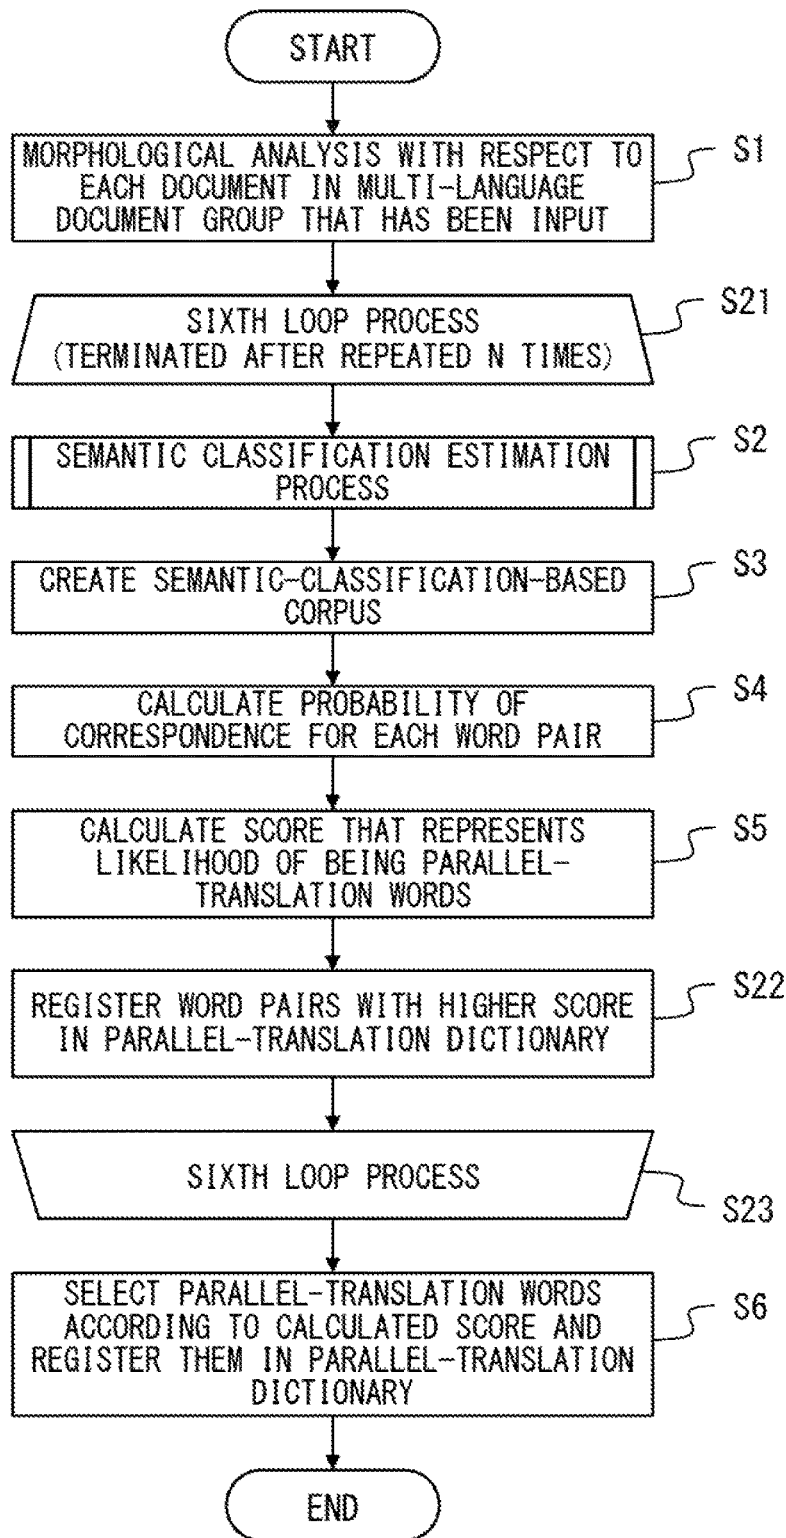 START
MORPHOLOGICAL ANALYSIS WITH RESPECT TO
EACH DOCUMENT IN MULTI-LANGUAGE
DOCUMENT GROUP THAT HAS BEEN INPUT
S1
SIXTH LOOP PROCESS
(TERMINATED AFTER REPEATED N TIMES)
S21
SEMANTIC CLASSIFICATION ESTIMATION
PROCESS
S2
CREATE SEMANTIC-CLASSIFICATION-BASED
CORPUS
S3
CALCULATE PROBABILITY OF
CORRESPONDENCE FOR EACH WORD PAIR
S4
CALCULATE SCORE THAT REPRESENTS
LIKELIHOOD OF BEING PARALLEL-
TRANSLATION WORDS
S5
REGISTER WORD PAIRS WITH HIGHER SCORE
IN PARALLEL-TRANSLATION DICTIONARY
S22
SIXTH LOOP PROCESS
S23
SELECT PARALLEL-TRANSLATION WORDS
ACCORDING TO CALCULATED SCORE AND
REGISTER THEM IN PARALLEL-TRANSLATION
DICTIONARY
S6
END